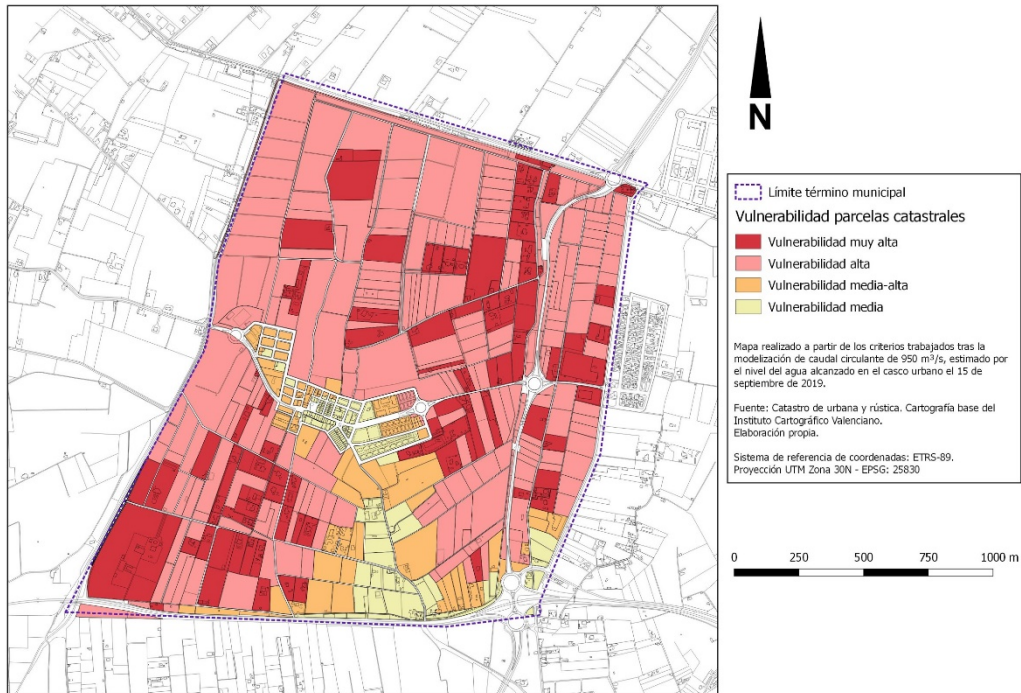 N
Límite término municipal
Vulnerabilidad parcelas catastrales
Vulnerabilidad muy alta
Vulnerabilidad alta
Vulnerabilidad media-alta
Vulnerabilidad media
Mapa realizado a partir de los criterios trabajados tras la
modelización de caudal circulante de 950 m³/s, estimado por
el nivel del agua alcanzado en el casco urbano el 15 de
septiembre de 2019.
Fuente: Catastro de urbana y rústica. Cartografía base del
Instituto Cartográfico Valenciano.
Elaboración propia.
Sistema de referencia de coordenadas: ETRS-89.
Proyección UTM Zona 30N - EPSG: 25830
0 250 500 750 1000 m